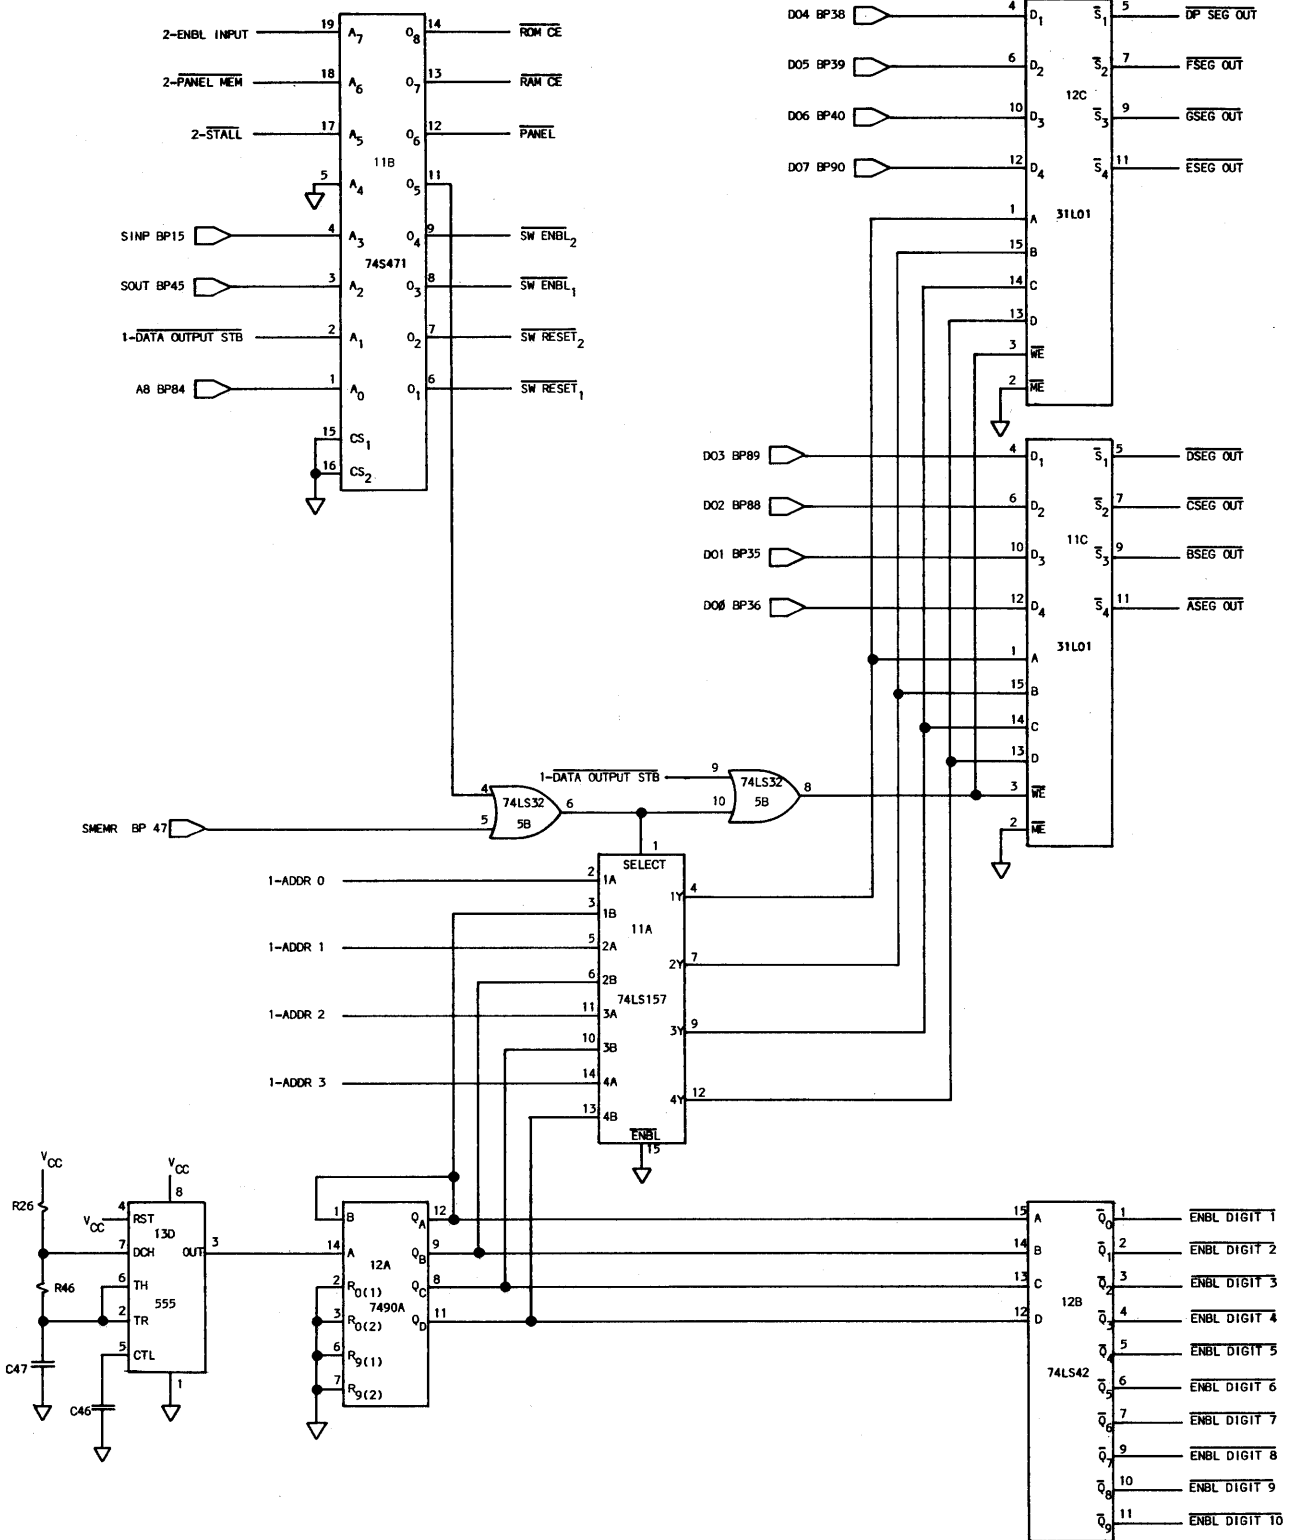 2-ENBL INPUT 19 A7 O8 14 ROM CE
2-PANEL MEM 18 A6 O7 13 RAM CE
2-STALL 17 A5 O6 12 PANEL
11B
5 A4 O5 11
SINP BP15 4 A3 O4 9 SW ENBL2
74S471
SOUT BP45 3 A2 O3 8 SW ENBL1
1-DATA OUTPUT STB 2 A1 O2 7 SW RESET2
A8 BP84 1 A0 O1 6 SW RESET1
15 CS1
16 CS2
DO4 BP38 4 D1 S1 5 DP SEG OUT
DO5 BP39 6 D2 S2 7 FSEG OUT
12C
DO6 BP40 10 D3 S3 9 GSEG OUT
DO7 BP90 12 D4 S4 11 ESEG OUT
1 A 31L01
15 B
14 C
13 D
3 WE
2 ME
DO3 BP89 4 D1 S1 5 DSEG OUT
DO2 BP88 6 D2 S2 7 CSEG OUT
11C
DO1 BP35 10 D3 S3 9 BSEG OUT
DOØ BP36 12 D4 S4 11 ASEG OUT
31L01
1 A
15 B
14 C
13 D
3 WE
2 ME
1-DATA OUTPUT STB 9 74LS32 8
10 5B
4 74LS32 6
SMEMR BP 47 5 5B
1 SELECT
1-ADDR 0 2 1A 1Y 4
3 1B
11A
1-ADDR 1 5 2A 2Y 7
6 2B
74LS157
1-ADDR 2 11 3A 3Y 9
10 3B
1-ADDR 3 14 4A 4Y 12
13 4B
ENBL
15
VCC VCC
R26 8
VCC 4 RST 13D
7 DCH OUT 3
R46 6 TH
555
2 TR
5 CTL
C47
C46 1
1 B QA 12
14 A QB 9
12A
2 R0(1) QC 8
7490A
3 R0(2) QD 11
6 R9(1)
7 R9(2)
15 A Q0 1 ENBL DIGIT 1
14 B Q1 2 ENBL DIGIT 2
13 C Q2 3 ENBL DIGIT 3
12B
12 D Q3 4 ENBL DIGIT 4
Q4 5 ENBL DIGIT 5
74LS42
Q5 6 ENBL DIGIT 6
Q6 7 ENBL DIGIT 7
Q7 9 ENBL DIGIT 8
Q8 10 ENBL DIGIT 9
Q9 11 ENBL DIGIT 10